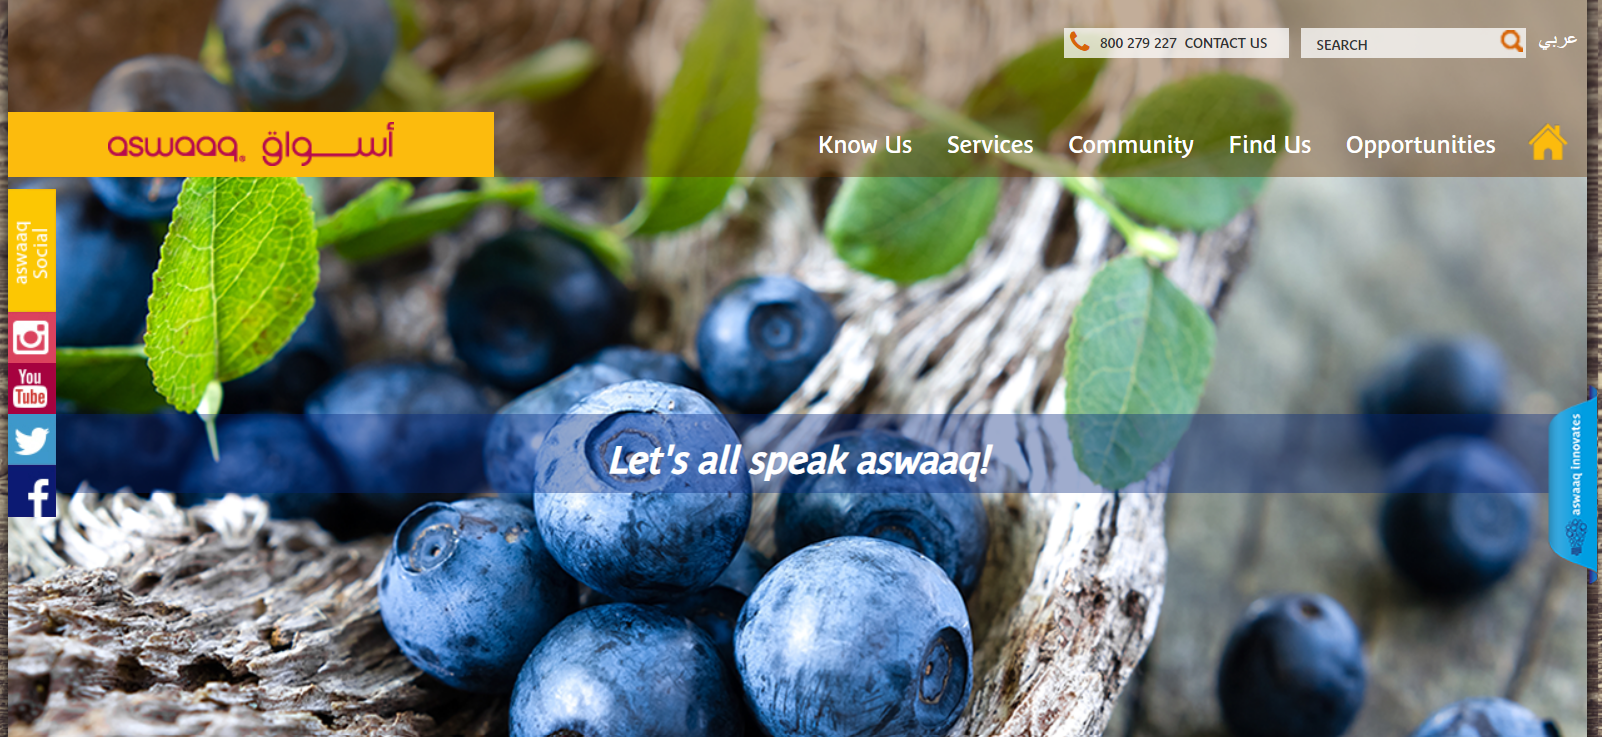 800 279 227 CONTACT US
SEARCH
عربي
aswaaq® أســواق
Know Us
Services
Community
Find Us
Opportunities
aswaaq
Social
You
Tube
f
Let's all speak aswaaq!
aswaaq innovates